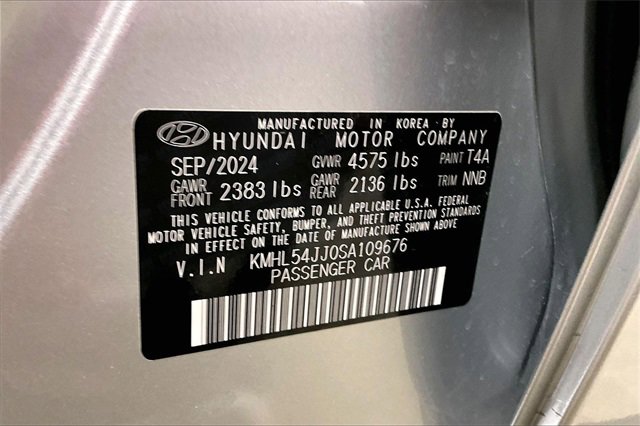 MANUFACTURED IN KOREA BY
HYUNDAI MOTOR COMPANY
SEP/2024 GVWR 4575 lbs PAINT T4A
GAWR FRONT 2383 lbs GAWR REAR 2136 lbs TRIM NNB
THIS VEHICLE CONFORMS TO ALL APPLICABLE U.S.A. FEDERAL
MOTOR VEHICLE SAFETY, BUMPER, AND THEFT PREVENTION STANDARDS
IN EFFECT ON THE DATE OF MANUFACTURE SHOWN ABOVE.
V.I.N KMHL54JJ0SA109676
PASSENGER CAR